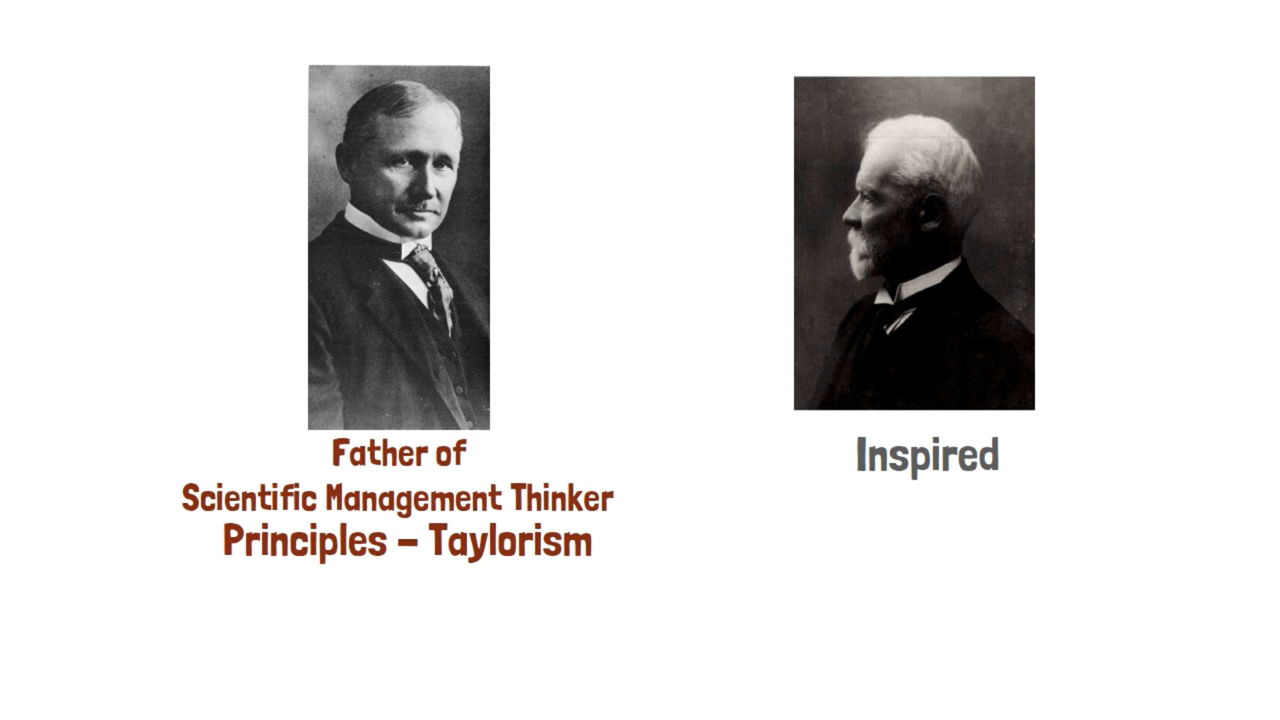 Father of
Scientific Management Thinker
Principles – Taylorism
Inspired